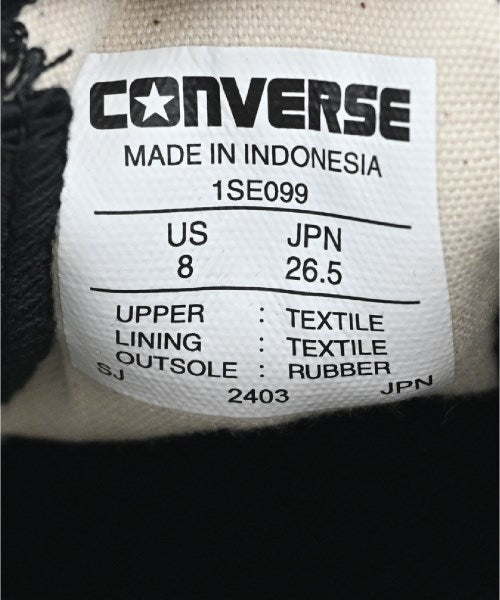 CONVERSE
MADE IN INDONESIA
1SE099
US JPN
8 26.5
UPPER : TEXTILE
LINING : TEXTILE
OUTSOLE : RUBBER
SJ 2403 JPN